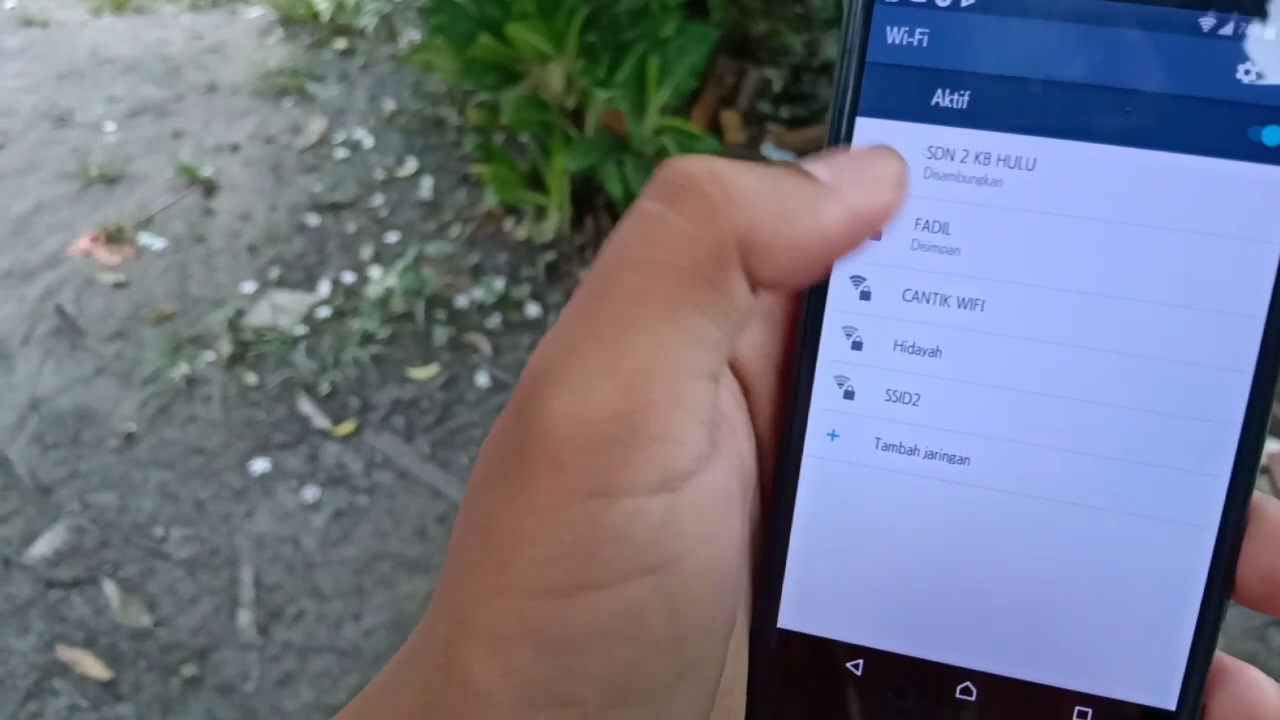 Wi-Fi
Aktif
SDN 2 KB HULU
Disambungkan
FADIL
Disimpan
CANTIK WIFI
Hidayah
SSID2
Tambah jaringan